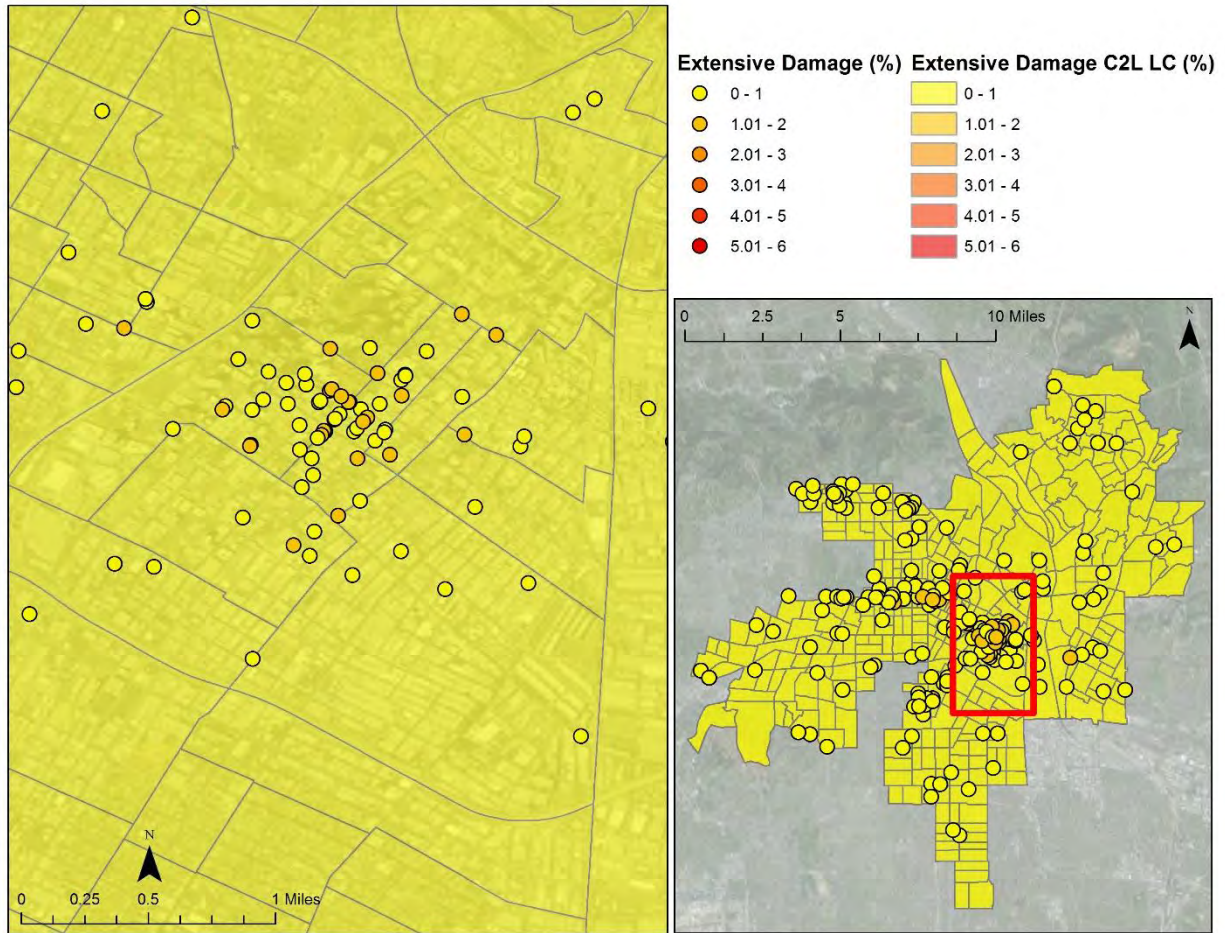 Extensive Damage (%) Extensive Damage C2L LC (%)
0 - 1 0 - 1
1.01 - 2 1.01 - 2
2.01 - 3 2.01 - 3
3.01 - 4 3.01 - 4
4.01 - 5 4.01 - 5
5.01 - 6 5.01 - 6
0 2.5 5 10 Miles
N
N
0 0.25 0.5 1 Miles